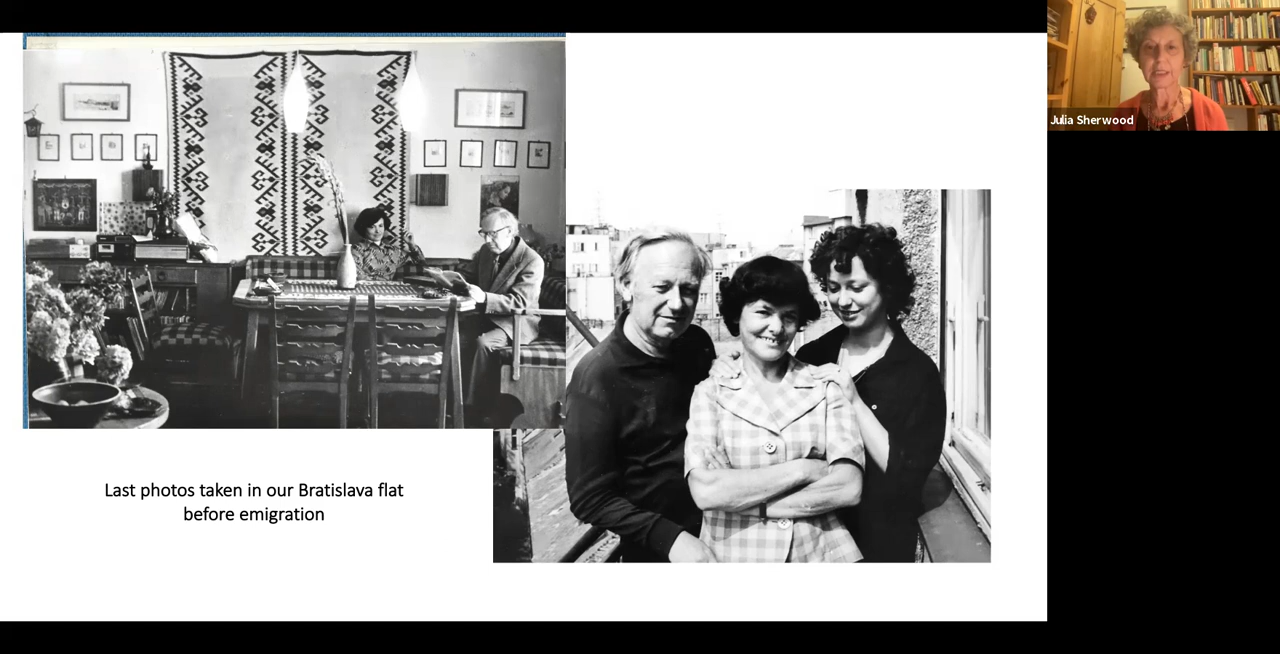 Julia Sherwood
Last photos taken in our Bratislava flat
before emigration